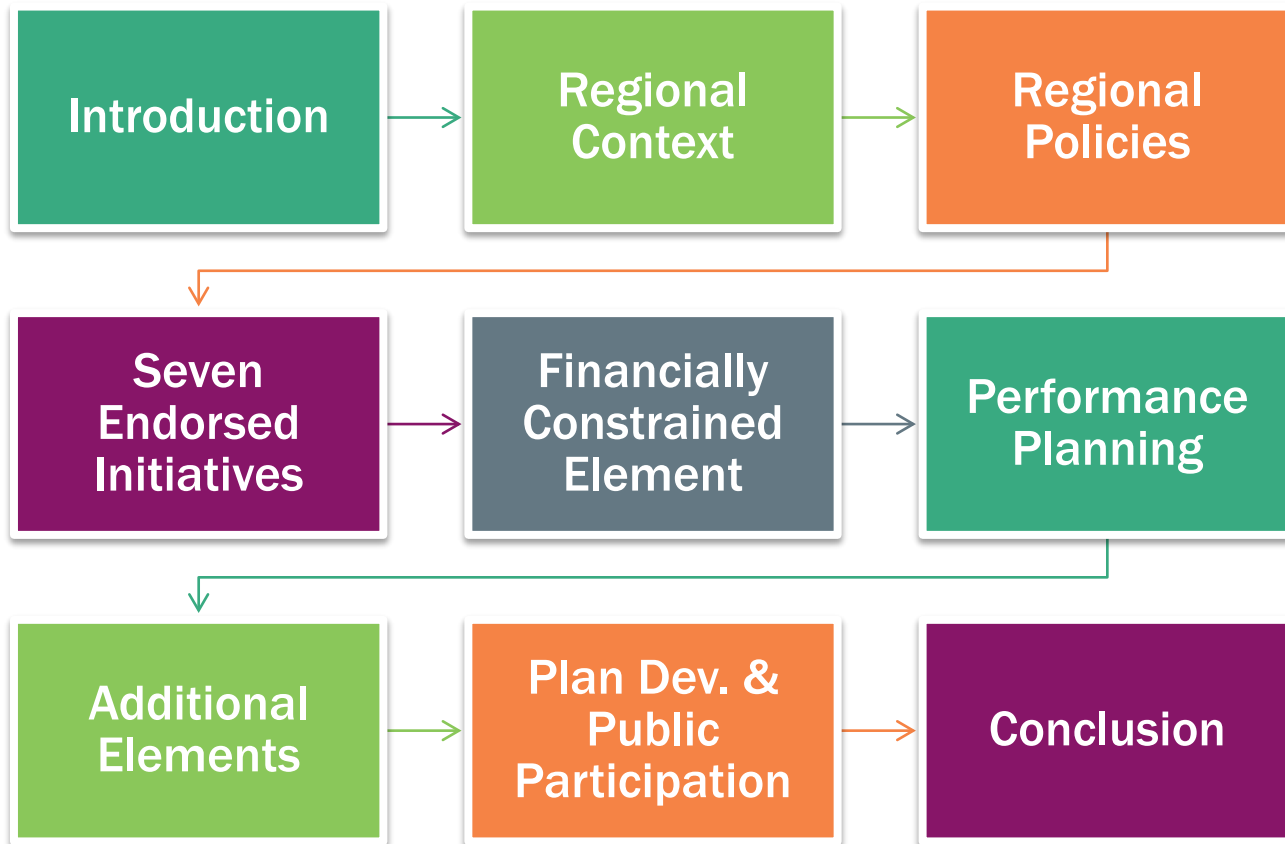 Introduction
Regional
Context
Regional
Policies
Seven
Endorsed
Initiatives
Financially
Constrained
Element
Performance
Planning
Additional
Elements
Plan Dev. &
Public
Participation
Conclusion